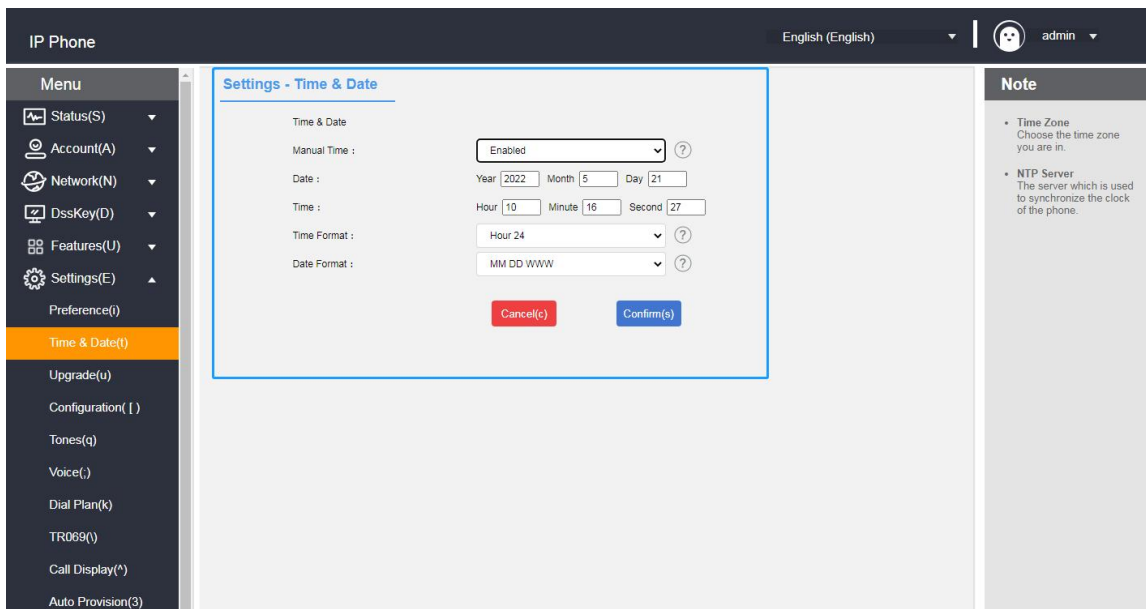 IP Phone
English (English)
admin
Menu
Status(S)
Account(A)
Network(N)
DssKey(D)
Features(U)
Settings(E)
Preference(i)
Time & Date(t)
Upgrade(u)
Configuration( [ )
Tones(q)
Voice(;)
Dial Plan(k)
TR069(\)
Call Display(^)
Auto Provision(3)
Settings - Time & Date
Time & Date
Manual Time : Enabled ?
Date : Year 2022 Month 5 Day 21
Time : Hour 10 Minute 16 Second 27
Time Format : Hour 24 ?
Date Format : MM DD WWW ?
Cancel(c) Confirm(s)
Note
• Time Zone
Choose the time zone
you are in.
• NTP Server
The server which is used
to synchronize the clock
of the phone.